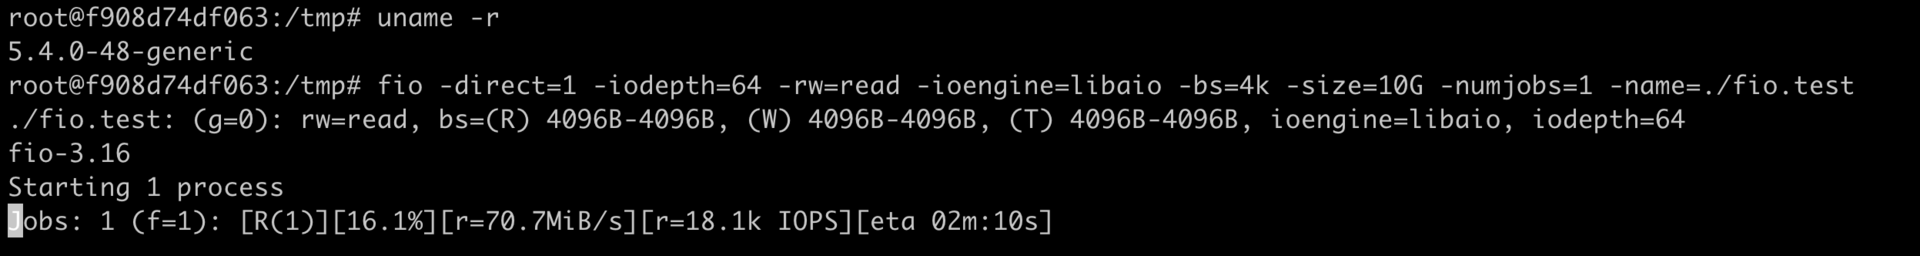 root@f908d74df063:/tmp# uname -r
5.4.0-48-generic
root@f908d74df063:/tmp# fio -direct=1 -iodepth=64 -rw=read -ioengine=libaio -bs=4k -size=10G -numjobs=1 -name=./fio.test
./fio.test: (g=0): rw=read, bs=(R) 4096B-4096B, (W) 4096B-4096B, (T) 4096B-4096B, ioengine=libaio, iodepth=64
fio-3.16
Starting 1 process
Jobs: 1 (f=1): [R(1)][16.1%][r=70.7MiB/s][r=18.1k IOPS][eta 02m:10s]